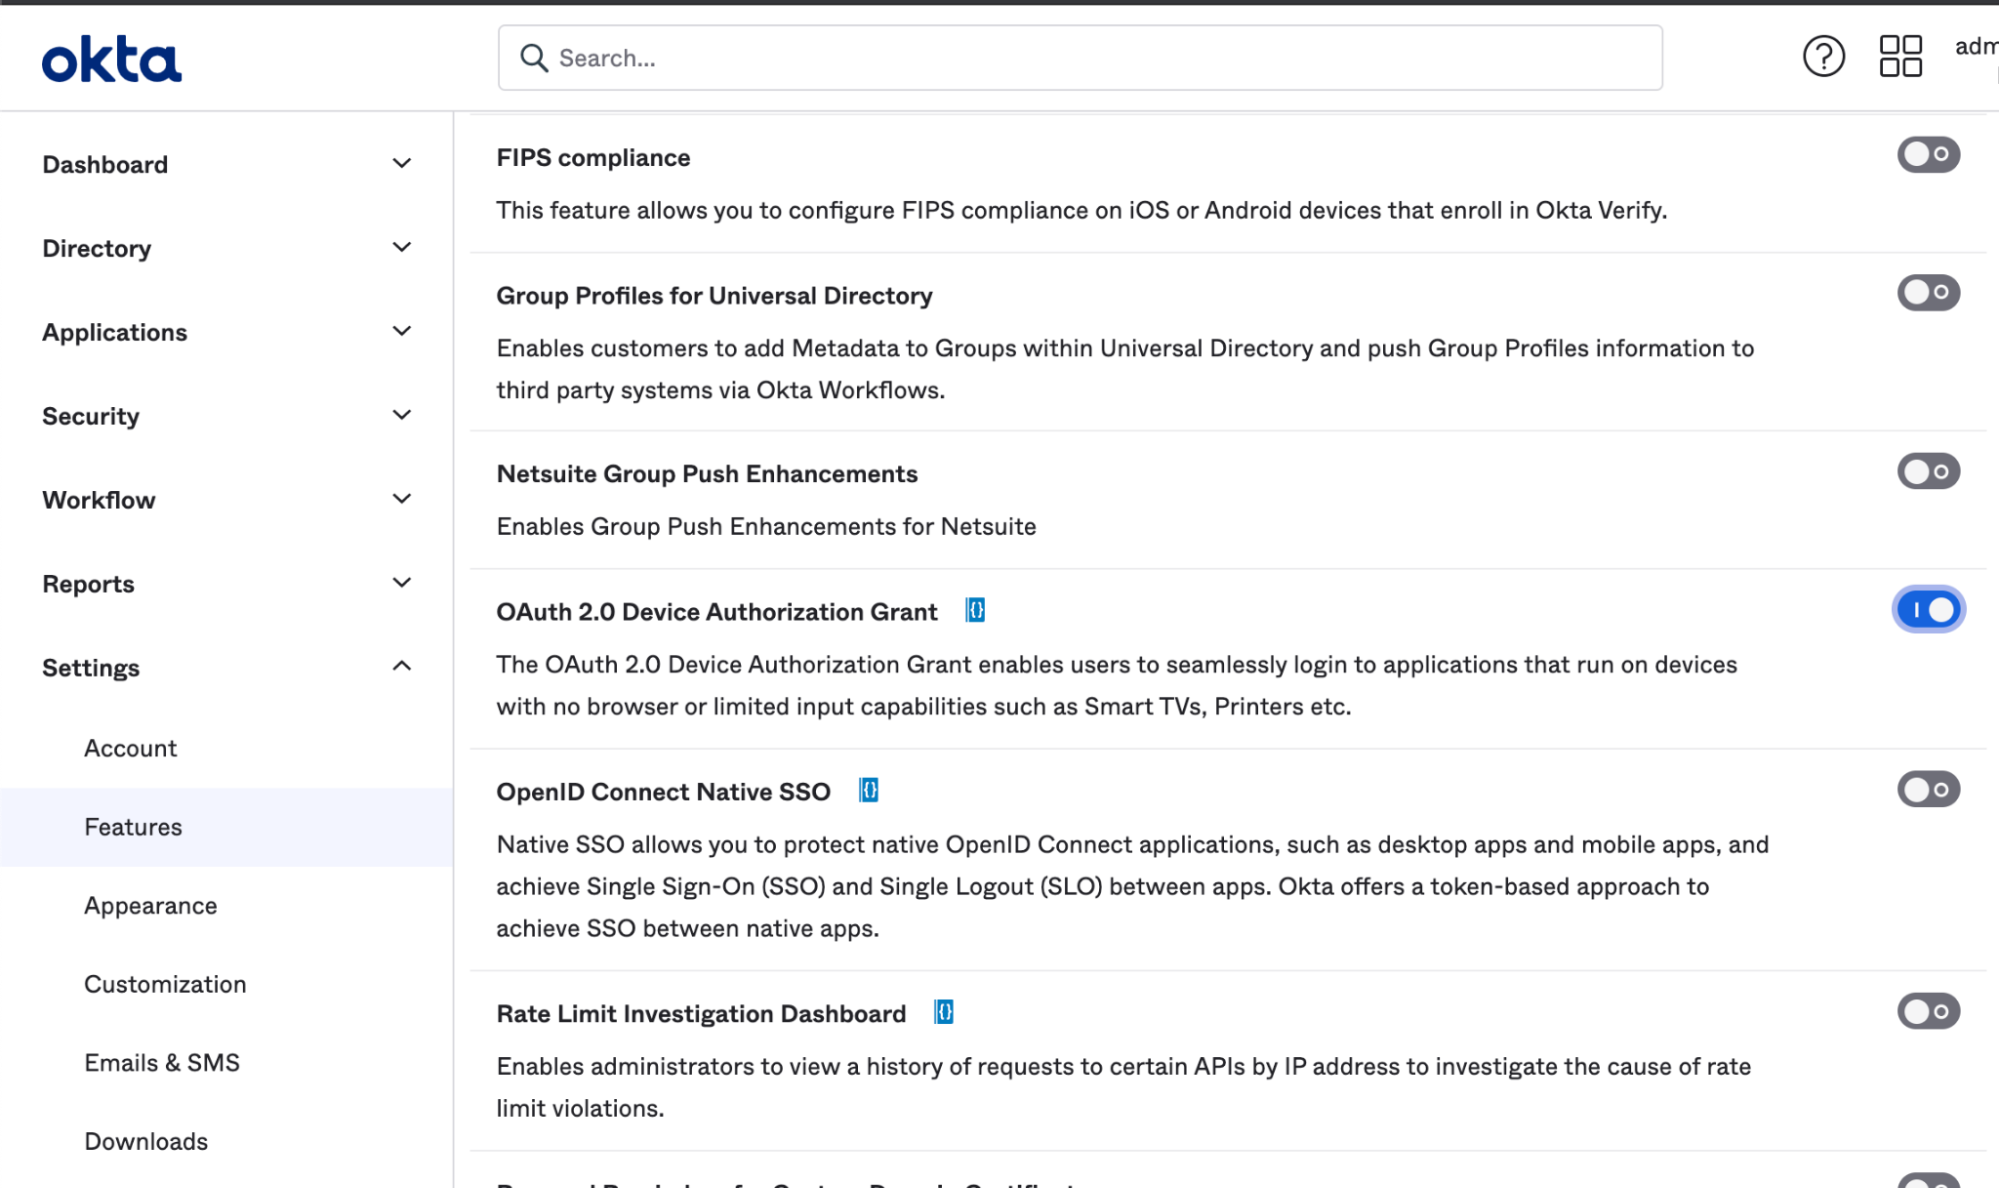 okta
Search...
adm
Dashboard
Directory
Applications
Security
Workflow
Reports
Settings
Account
Features
Appearance
Customization
Emails & SMS
Downloads
FIPS compliance
This feature allows you to configure FIPS compliance on iOS or Android devices that enroll in Okta Verify.
Group Profiles for Universal Directory
Enables customers to add Metadata to Groups within Universal Directory and push Group Profiles information to
third party systems via Okta Workflows.
Netsuite Group Push Enhancements
Enables Group Push Enhancements for Netsuite
OAuth 2.0 Device Authorization Grant
The OAuth 2.0 Device Authorization Grant enables users to seamlessly login to applications that run on devices
with no browser or limited input capabilities such as Smart TVs, Printers etc.
OpenID Connect Native SSO
Native SSO allows you to protect native OpenID Connect applications, such as desktop apps and mobile apps, and
achieve Single Sign-On (SSO) and Single Logout (SLO) between apps. Okta offers a token-based approach to
achieve SSO between native apps.
Rate Limit Investigation Dashboard
Enables administrators to view a history of requests to certain APIs by IP address to investigate the cause of rate
limit violations.